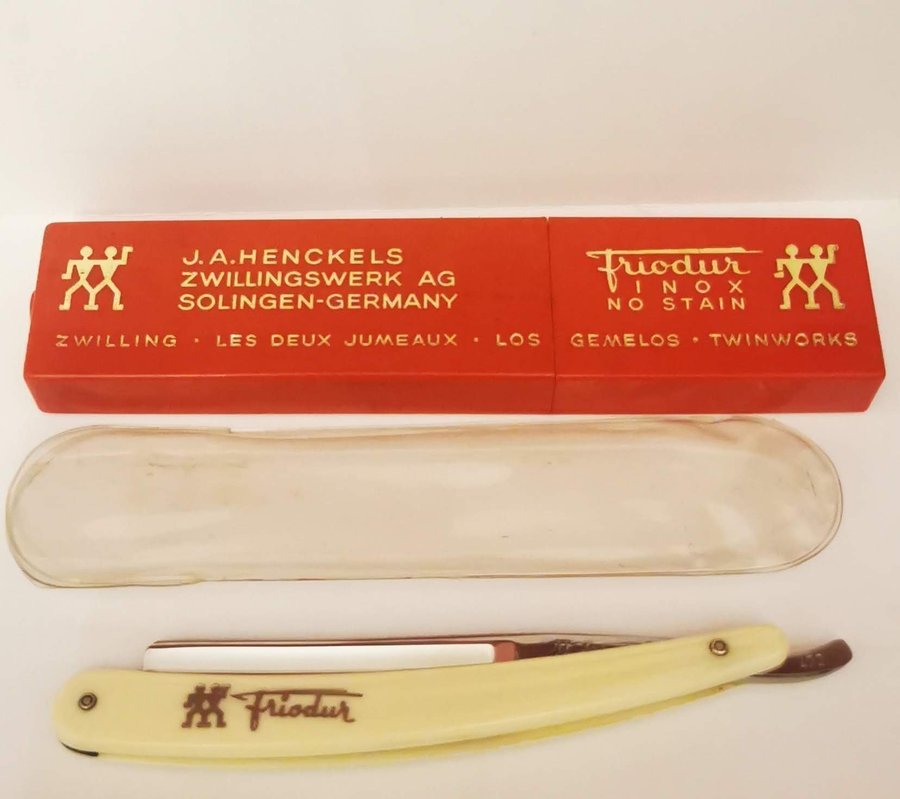 J.A.HENCKELS
ZWILLINGSWERK AG
SOLINGEN-GERMANY
friodur
INOX
NO STAIN
ZWILLING · LES DEUX JUMEAUX · LOS GEMELOS · TWINWORKS
friodur